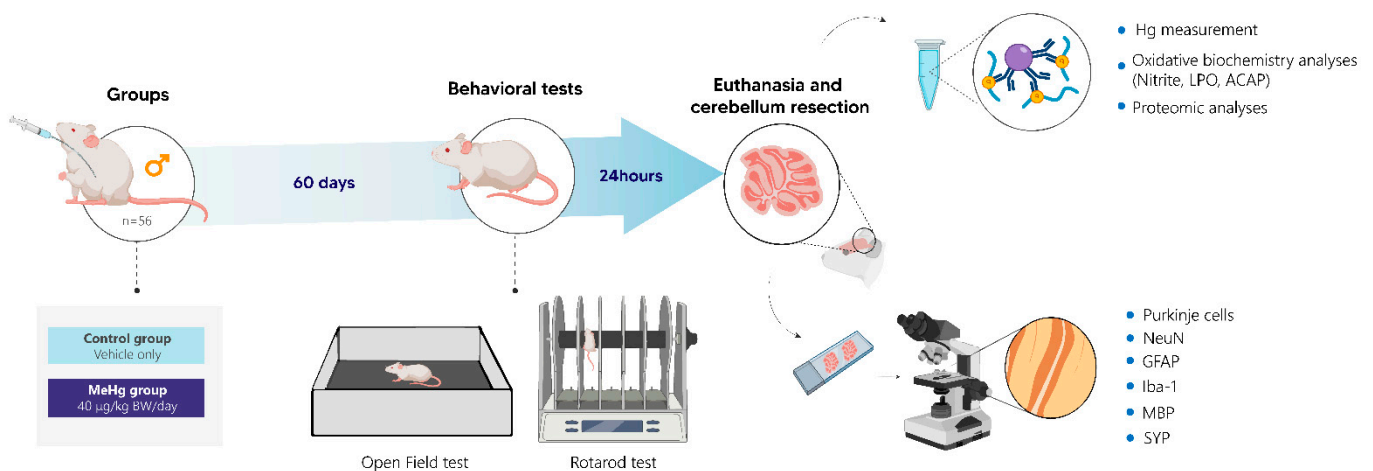 Groups
♂
n=56
60 days
Behavioral tests
24hours
Euthanasia and
cerebellum resection
Hg measurement
Oxidative biochemistry analyses
(Nitrite, LPO, ACAP)
Proteomic analyses
Control group
Vehicle only
MeHg group
40 µg/kg BW/day
Open Field test
Rotarod test
Purkinje cells
NeuN
GFAP
Iba-1
MBP
SYP